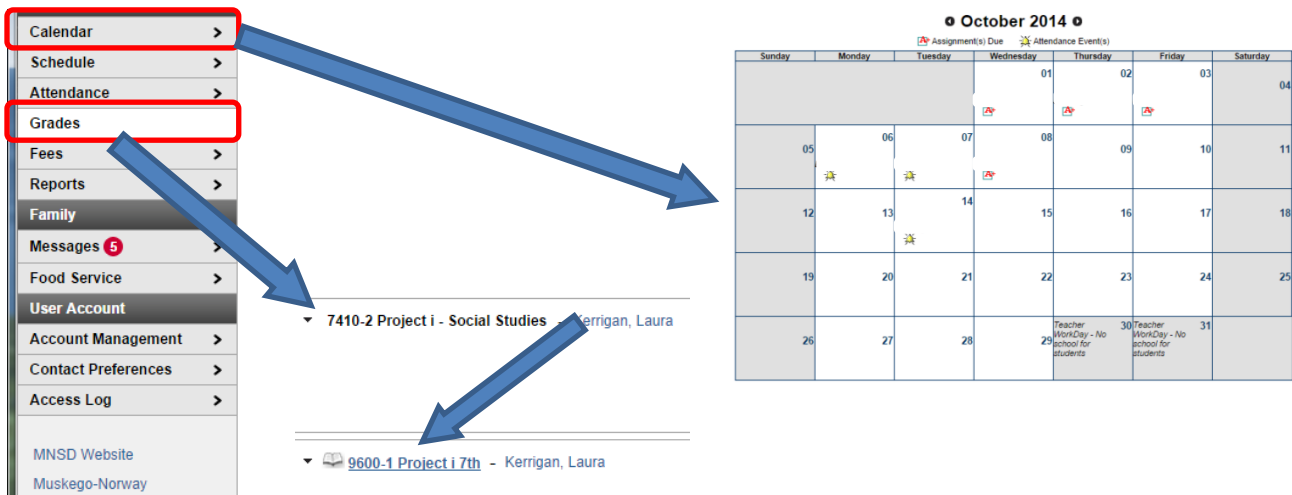 Calendar
Schedule
Attendance
Grades
Fees
Reports
Family
Messages 5
Food Service
User Account
Account Management
Contact Preferences
Access Log
MNSD Website
Muskego-Norway
7410-2 Project i - Social Studies - Kerrigan, Laura
9600-1 Project i 7th - Kerrigan, Laura
October 2014
A+ Assignment(s) Due Attendance Event(s)
Sunday Monday Tuesday Wednesday Thursday Friday Saturday
01 02 03 04
A+ A+ A+
05 06 07 08 09 10 11
A+
12 13 14 15 16 17 18
19 20 21 22 23 24 25
26 27 28 29 30 31
Teacher WorkDay - No school for students
Teacher WorkDay - No school for students